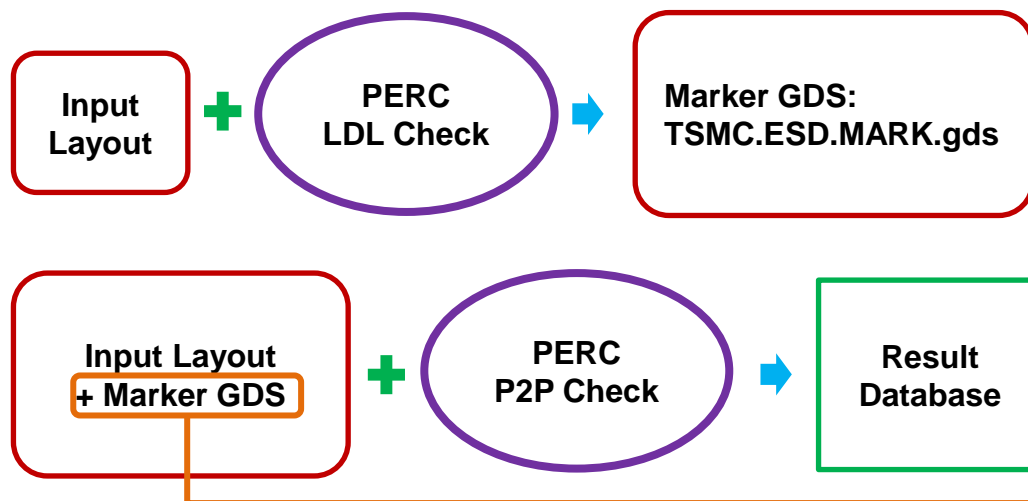 Input
Layout
PERC
LDL Check
Marker GDS:
TSMC.ESD.MARK.gds
Input Layout
+ Marker GDS
PERC
P2P Check
Result
Database